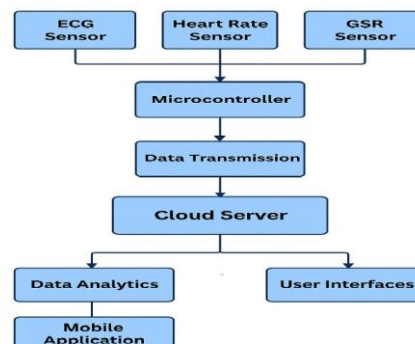 ECG
Sensor
Heart Rate
Sensor
GSR
Sensor
Microcontroller
Data Transmission
Cloud Server
Data Analytics
User Interfaces
Mobile
Application